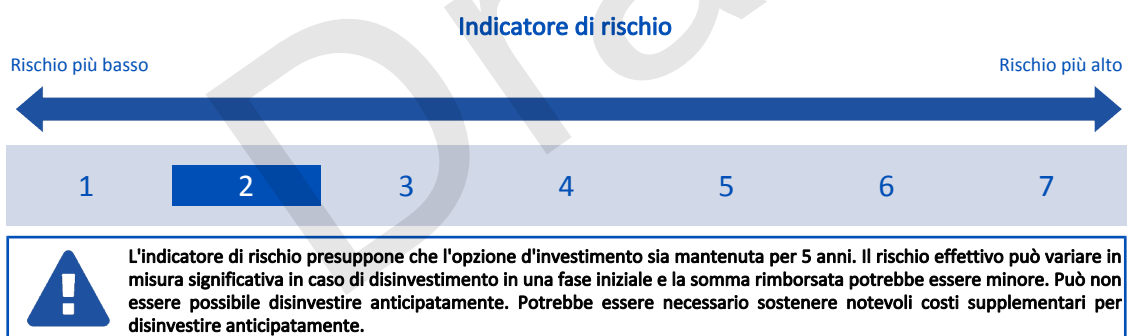 Indicatore di rischio
Rischio più basso
Rischio più alto
1 2 3 4 5 6 7
L'indicatore di rischio presuppone che l'opzione d'investimento sia mantenuta per 5 anni. Il rischio effettivo può variare in
misura significativa in caso di disinvestimento in una fase iniziale e la somma rimborsata potrebbe essere minore. Può non
essere possibile disinvestire anticipatamente. Potrebbe essere necessario sostenere notevoli costi supplementari per
disinvestire anticipatamente.